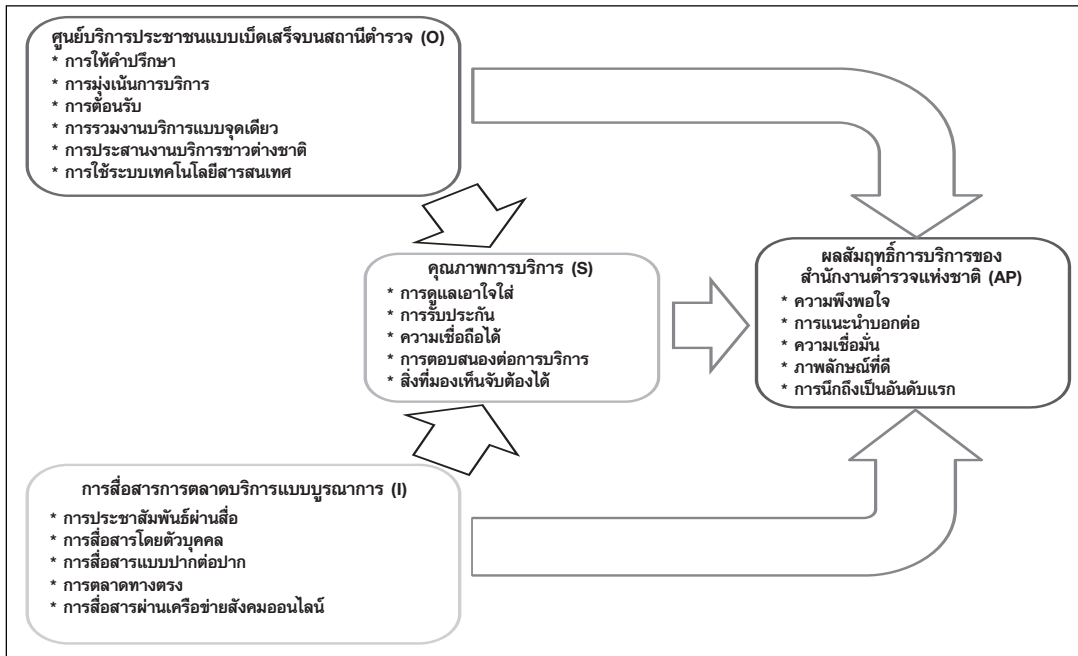 ศูนย์บริการประชาชนแบบเบ็ดเสร็จบนสถานีตำรวจ (O)
* การให้คำปรึกษา
* การมุ่งเน้นการบริการ
* การต้อนรับ
* การรวมงานบริการแบบจุดเดียว
* การประสานงานบริการชาวต่างชาติ
* การใช้ระบบเทคโนโลยีสารสนเทศ
คุณภาพการบริการ (S)
* การดูแลเอาใจใส่
* การรับประกัน
* ความเชื่อถือได้
* การตอบสนองต่อการบริการ
* สิ่งที่มองเห็นจับต้องได้
ผลสัมฤทธิ์การบริการของ
สำนักงานตำรวจแห่งชาติ (AP)
* ความพึงพอใจ
* การแนะนำบอกต่อ
* ความเชื่อมั่น
* ภาพลักษณ์ที่ดี
* การนึกถึงเป็นอันดับแรก
การสื่อสารการตลาดบริการแบบบูรณาการ (I)
* การประชาสัมพันธ์ผ่านสื่อ
* การสื่อสารโดยตัวบุคคล
* การสื่อสารแบบปากต่อปาก
* การตลาดทางตรง
* การสื่อสารผ่านเครือข่ายสังคมออนไลน์